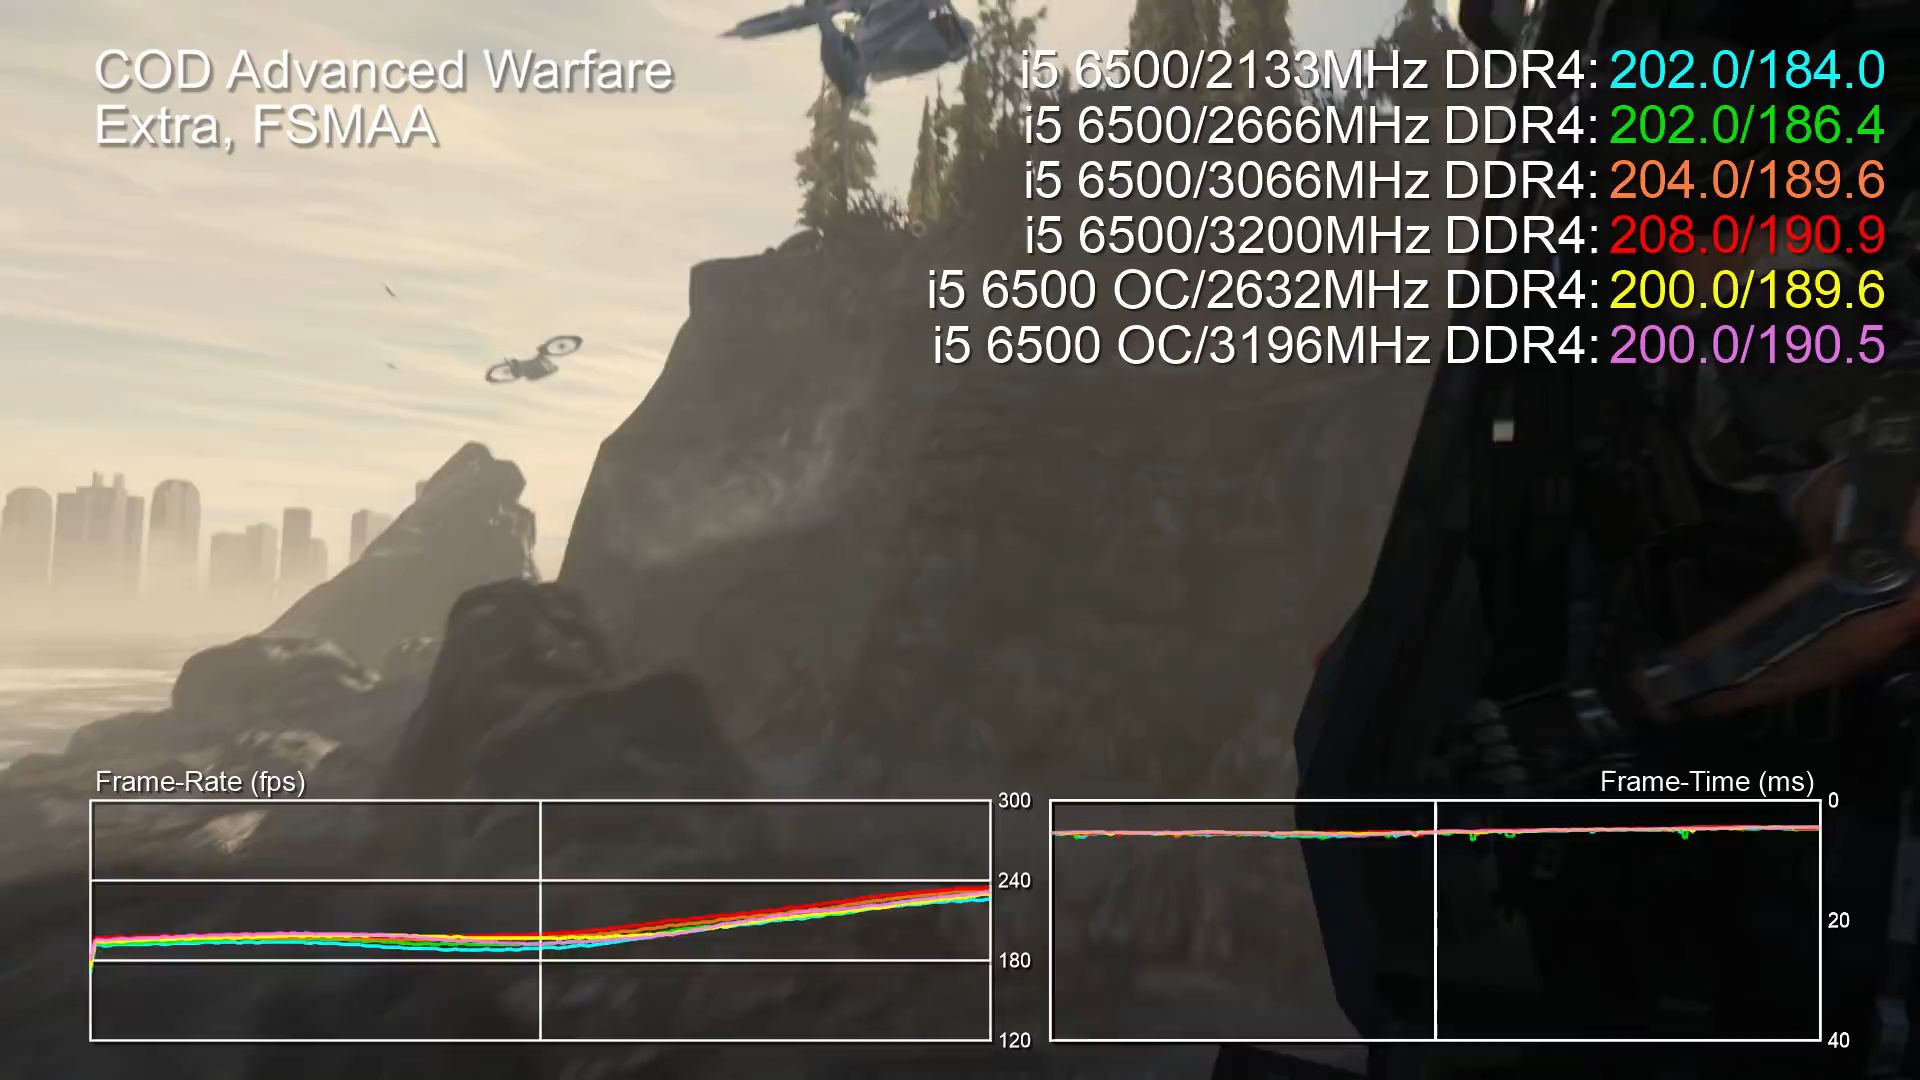 COD Advanced Warfare
Extra, FSMAA
i5 6500/2133MHz DDR4: 202.0/184.0
i5 6500/2666MHz DDR4: 202.0/186.4
i5 6500/3066MHz DDR4: 204.0/189.6
i5 6500/3200MHz DDR4: 208.0/190.9
i5 6500 OC/2632MHz DDR4: 200.0/189.6
i5 6500 OC/3196MHz DDR4: 200.0/190.5
Frame-Rate (fps)
300
240
180
120
Frame-Time (ms)
0
20
40